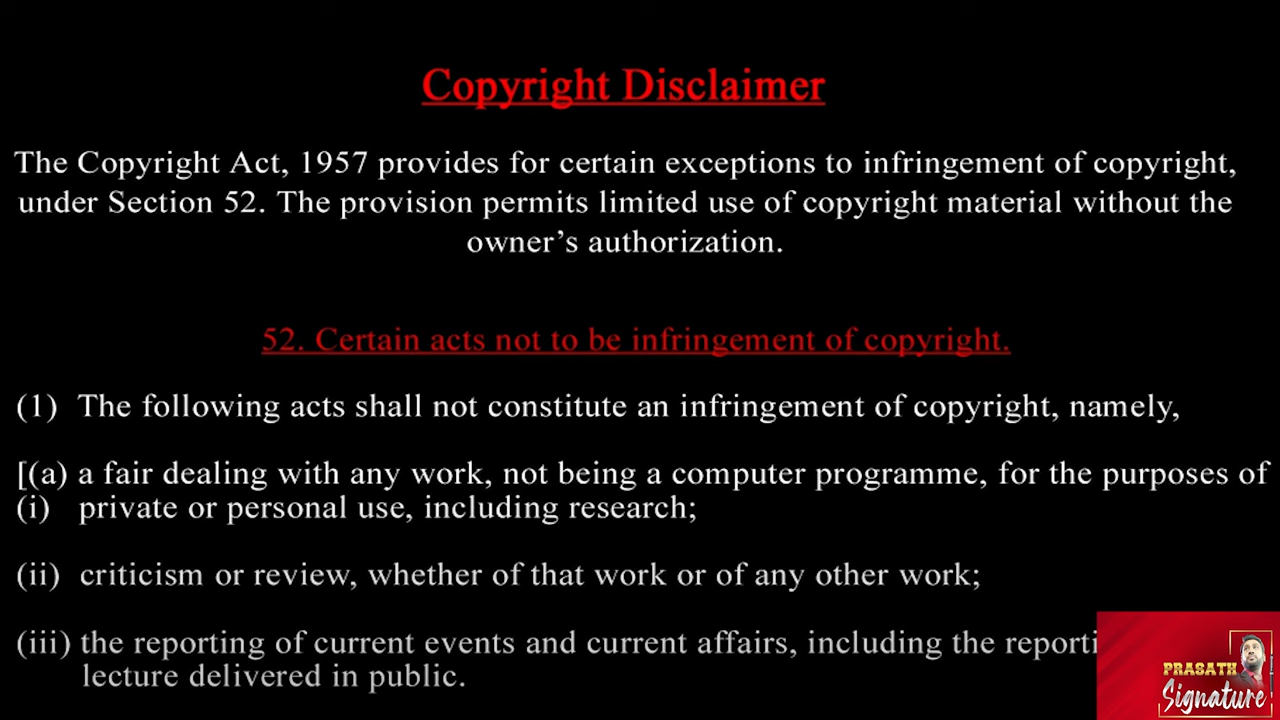 Copyright Disclaimer
The Copyright Act, 1957 provides for certain exceptions to infringement of copyright,
under Section 52. The provision permits limited use of copyright material without the
owner’s authorization.
52. Certain acts not to be infringement of copyright.
(1) The following acts shall not constitute an infringement of copyright, namely,
[(a) a fair dealing with any work, not being a computer programme, for the purposes of
(i) private or personal use, including research;
(ii) criticism or review, whether of that work or of any other work;
(iii) the reporting of current events and current affairs, including the
lecture delivered in public.
PRASATH
Signature